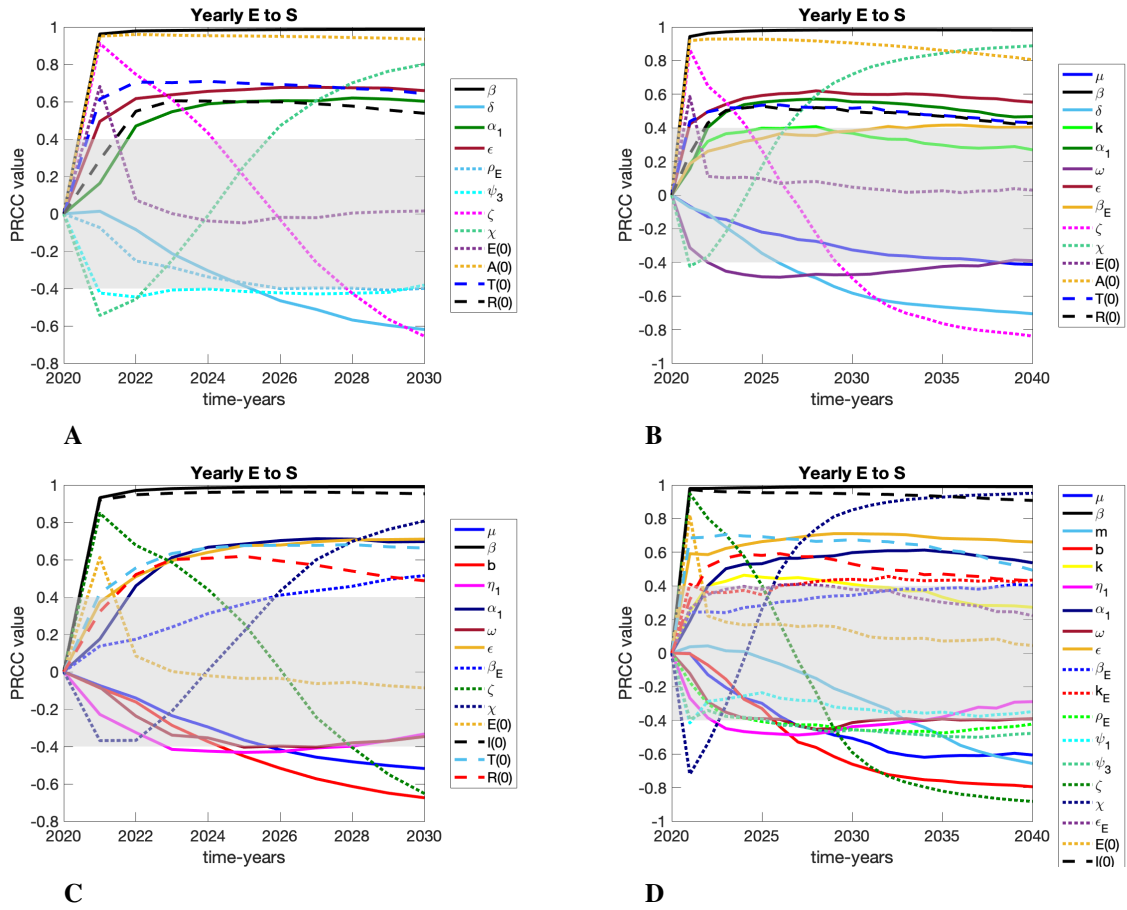 Yearly E to S
PRCC value
1
0.8
0.6
0.4
0.2
0
-0.2
-0.4
-0.6
-0.8
2020
2022
2024
2026
2028
2030
time-years
β
δ
α₁
ϵ
ρ_E
ψ₃
ζ
χ
E(0)
A(0)
T(0)
R(0)
A
Yearly E to S
PRCC value
1
0.8
0.6
0.4
0.2
0
-0.2
-0.4
-0.6
-0.8
-1
2020
2025
2030
2035
2040
time-years
μ
β
δ
k
α₁
ω
ϵ
β_E
ζ
χ
E(0)
A(0)
T(0)
R(0)
B
Yearly E to S
PRCC value
1
0.8
0.6
0.4
0.2
0
-0.2
-0.4
-0.6
-0.8
2020
2022
2024
2026
2028
2030
time-years
μ
β
b
η₁
α₁
ω
ϵ
β_E
ζ
χ
E(0)
I(0)
T(0)
R(0)
C
Yearly E to S
PRCC value
1
0.8
0.6
0.4
0.2
0
-0.2
-0.4
-0.6
-0.8
-1
2020
2025
2030
2035
2040
time-years
μ
β
m
b
k
η₁
α₁
ω
ϵ
β_E
k_E
ρ_E
ψ₁
ψ₃
ζ
χ
ϵ_E
E(0)
I(0)
D